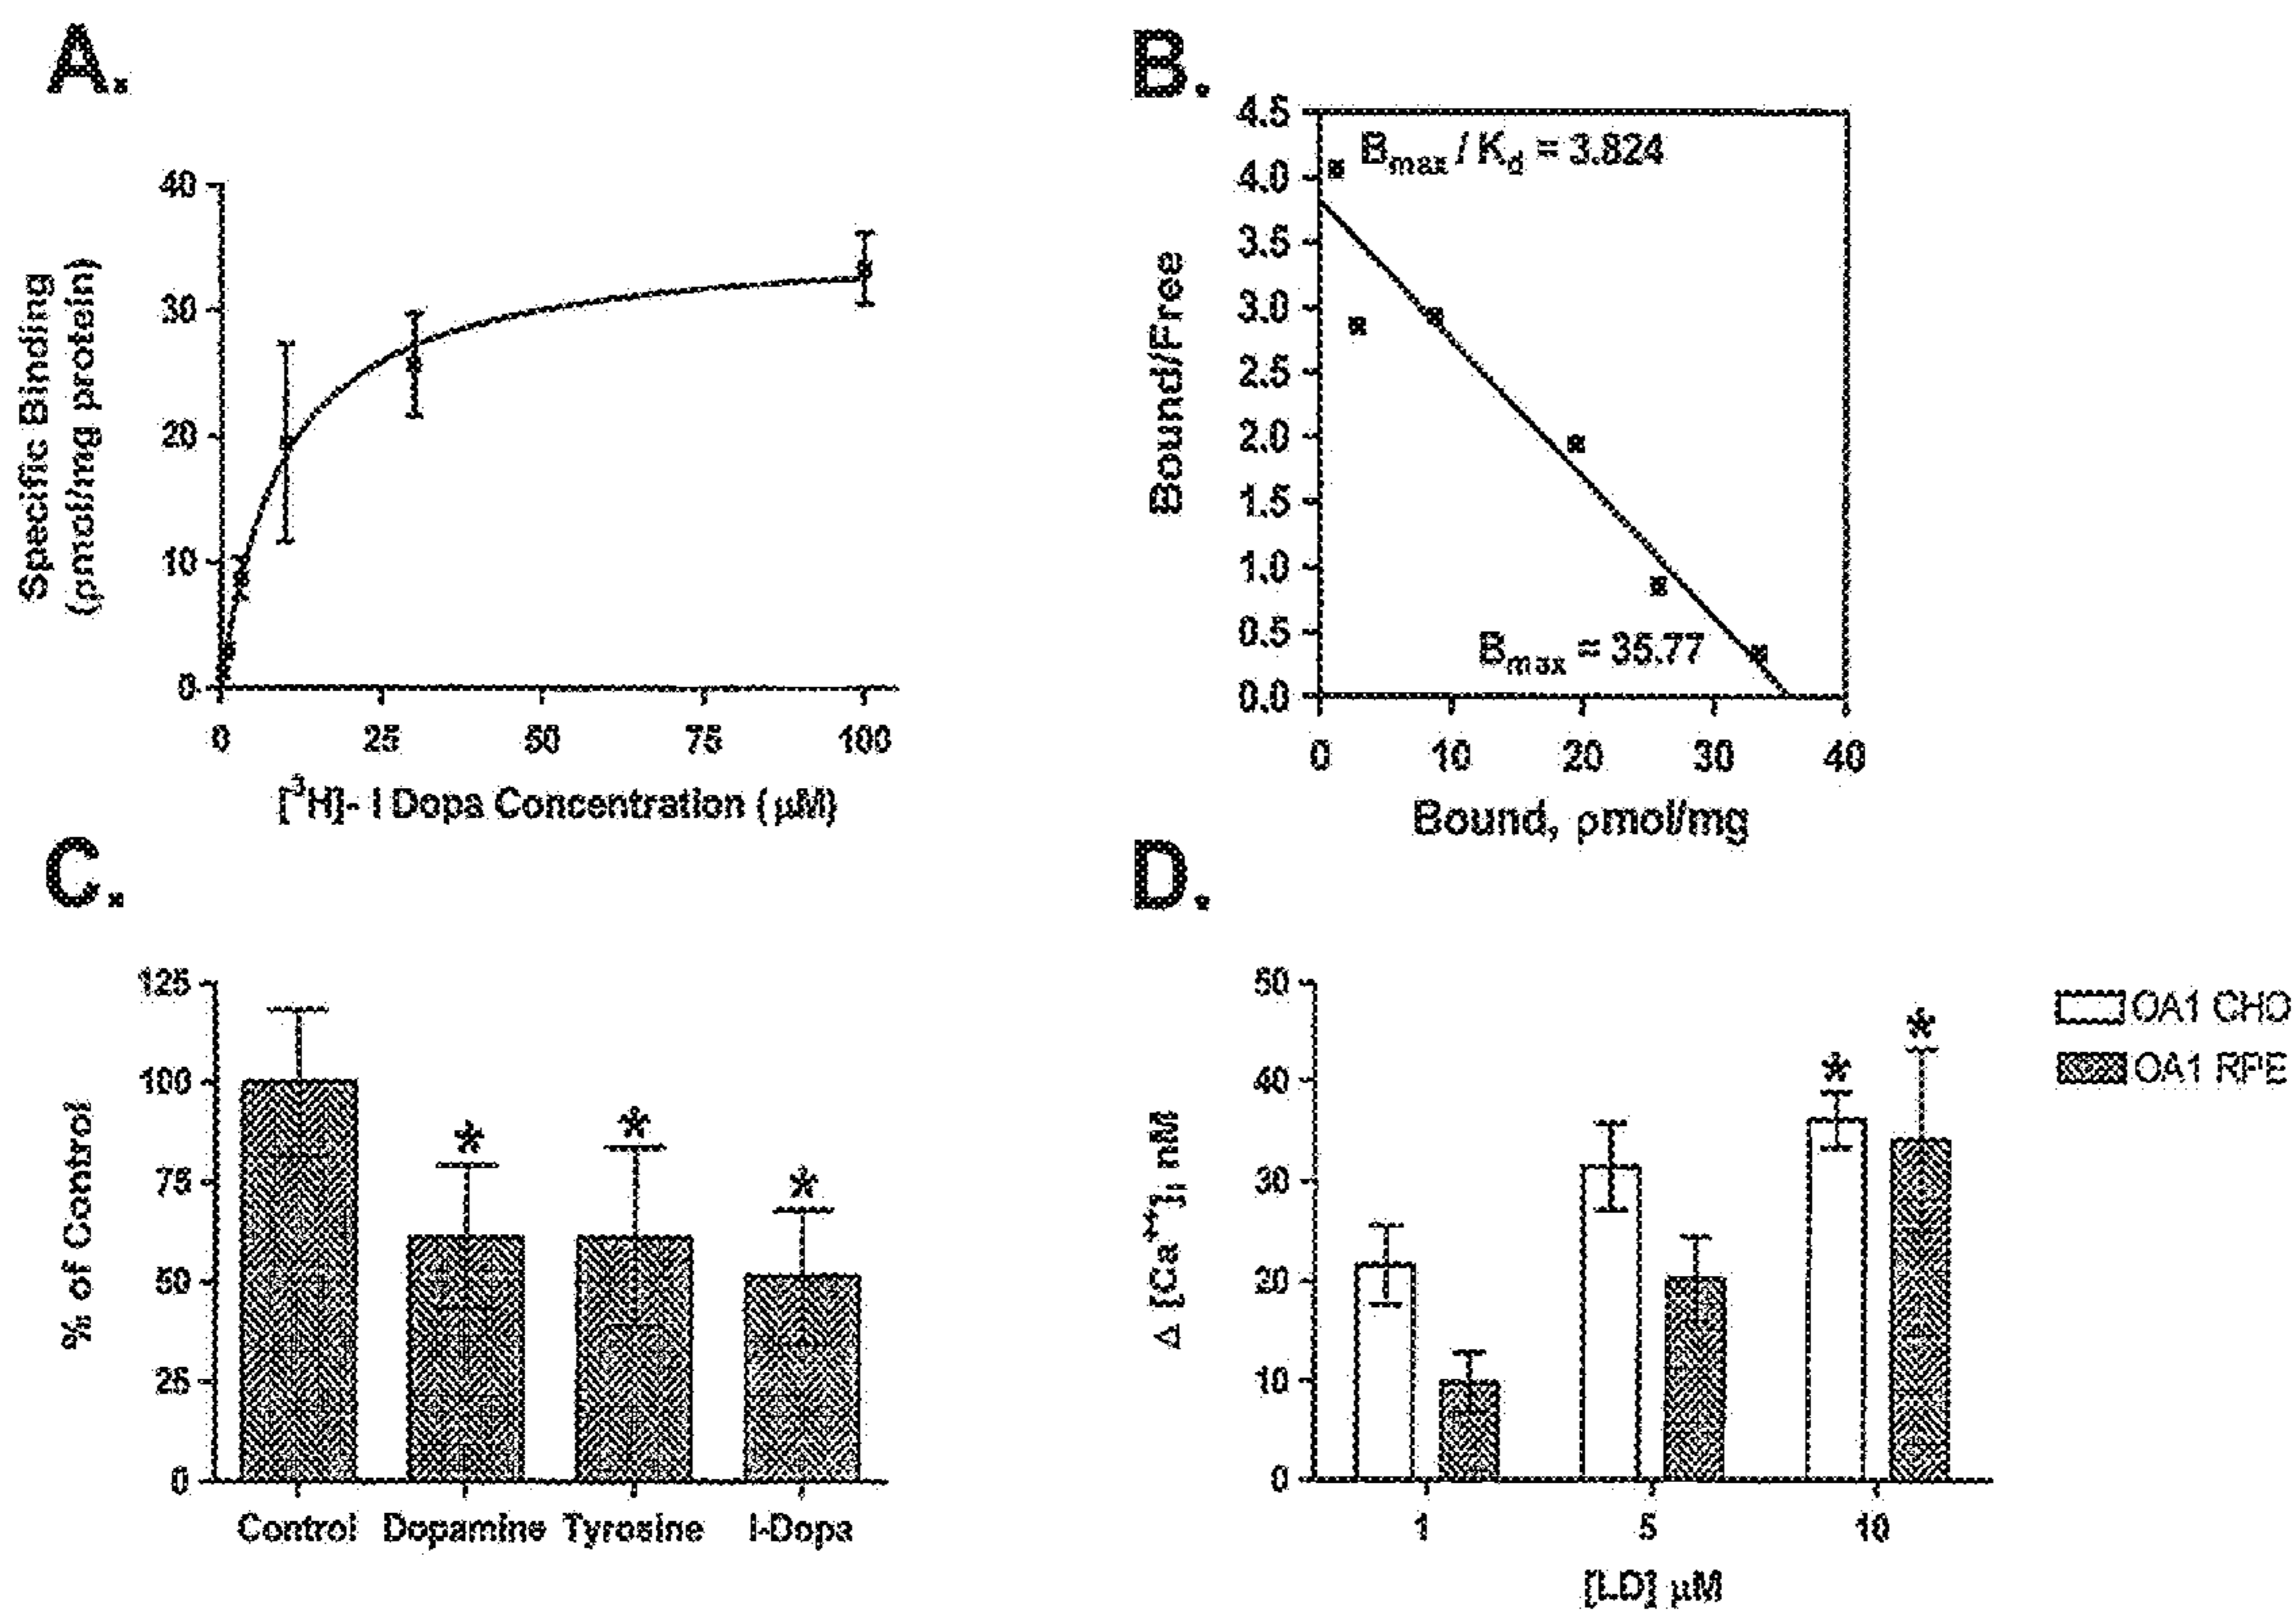 A.
40
30
20
10
0
Specific Binding
(ρmol/mg protein)
0 25 50 75 100
[³H]- l Dopa Concentration (μM)
B.
4.5
4.0
3.5
3.0
2.5
2.0
1.5
1.0
0.5
0.0
Bound/Free
Bmax / Kd = 3.824
Bmax = 35.77
0 10 20 30 40
Bound, ρmol/mg
C.
125
100
75
50
25
0
% of Control
* * *
Control Dopamine Tyrosine l-Dopa
D.
50
40
30
20
10
0
Δ [Ca⁺⁺]i nM
* *
1 5 10
[LD] μM
OA1 CHO
OA1 RPE